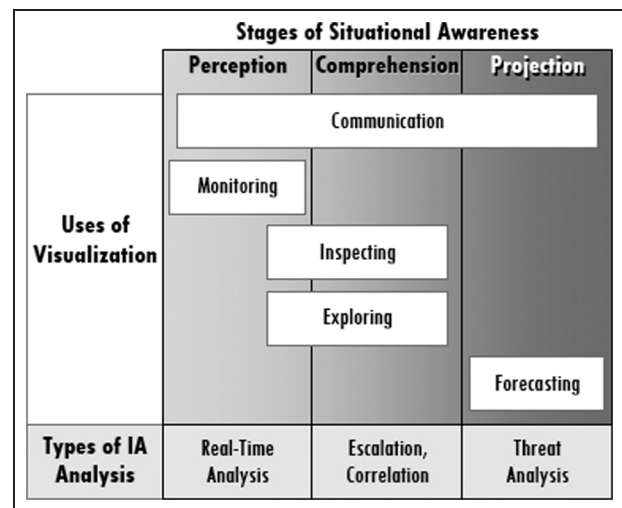 Stages of Situational Awareness
Perception Comprehension Projection
Communication
Monitoring
Uses of
Visualization
Inspecting
Exploring
Forecasting
Types of IA
Analysis
Real-Time
Analysis
Escalation,
Correlation
Threat
Analysis